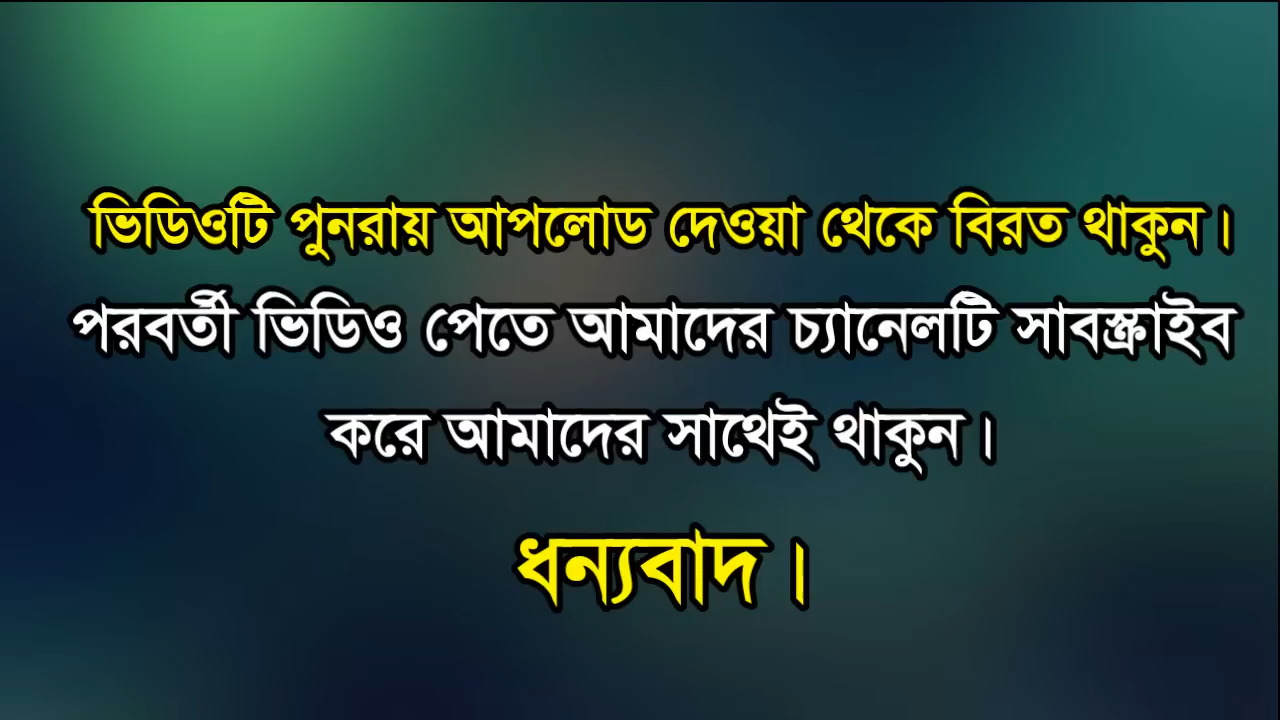 ভিডিওটি পুনরায় আপলোড দেওয়া থেকে বিরত থাকুন।
পরবর্তী ভিডিও পেতে আমাদের চ্যানেলটি সাবস্ক্রাইব
করে আমাদের সাথেই থাকুন।
ধন্যবাদ।